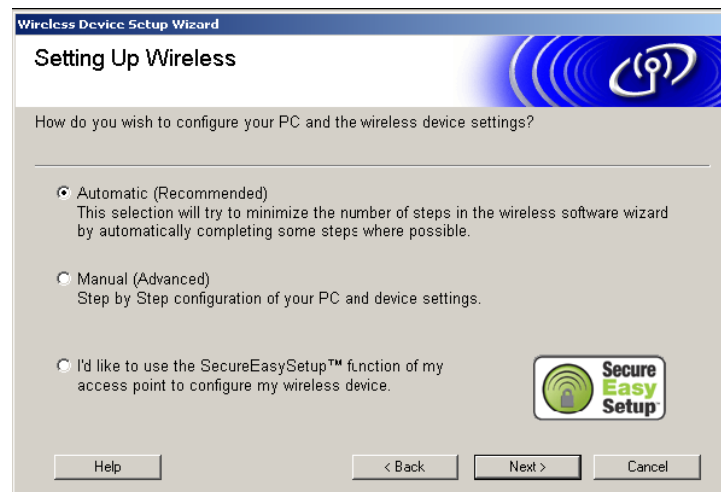 Wireless Device Setup Wizard
Setting Up Wireless
How do you wish to configure your PC and the wireless device settings?
Automatic (Recommended)
This selection will try to minimize the number of steps in the wireless software wizard
by automatically completing some steps where possible.
Manual (Advanced)
Step by Step configuration of your PC and device settings.
I'd like to use the SecureEasySetup™ function of my
access point to configure my wireless device.
Secure
Easy
Setup™
Help
< Back
Next >
Cancel